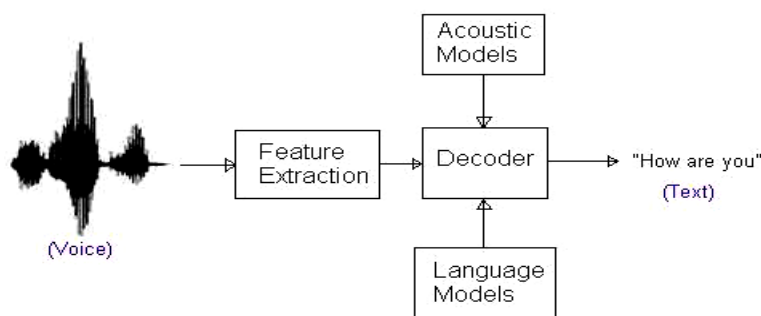 Acoustic
Models
Feature
Extraction
Decoder
"How are you"
(Text)
(Voice)
Language
Models